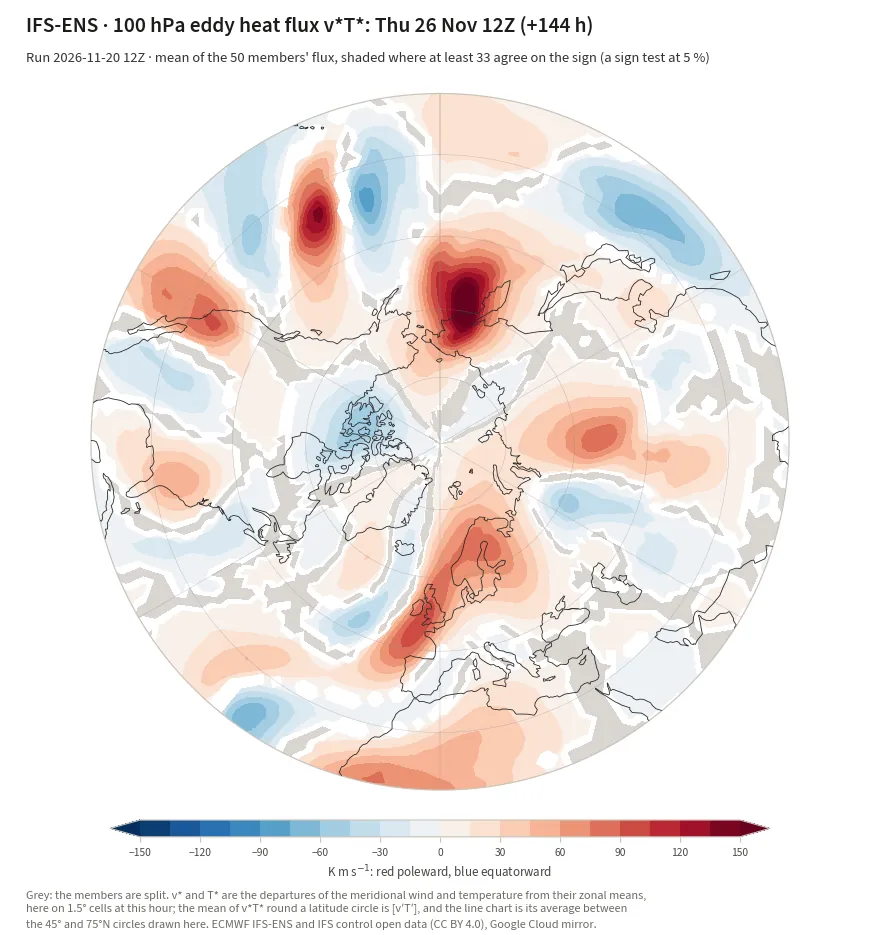 IFS-ENS · 100 hPa eddy heat flux v*T*: Thu 26 Nov 12Z (+144 h)
Run 2026-11-20 12Z · mean of the 50 members' flux, shaded where at least 33 agree on the sign (a sign test at 5 %)
−150 −120 −90 −60 −30 0 30 60 90 120 150
K m s⁻¹: red poleward, blue equatorward
Grey: the members are split. v* and T* are the departures of the meridional wind and temperature from their zonal means,
here on 1.5° cells at this hour; the mean of v*T* round a latitude circle is [v′T′], and the line chart is its average between
the 45° and 75°N circles drawn here. ECMWF IFS-ENS and IFS control open data (CC BY 4.0), Google Cloud mirror.